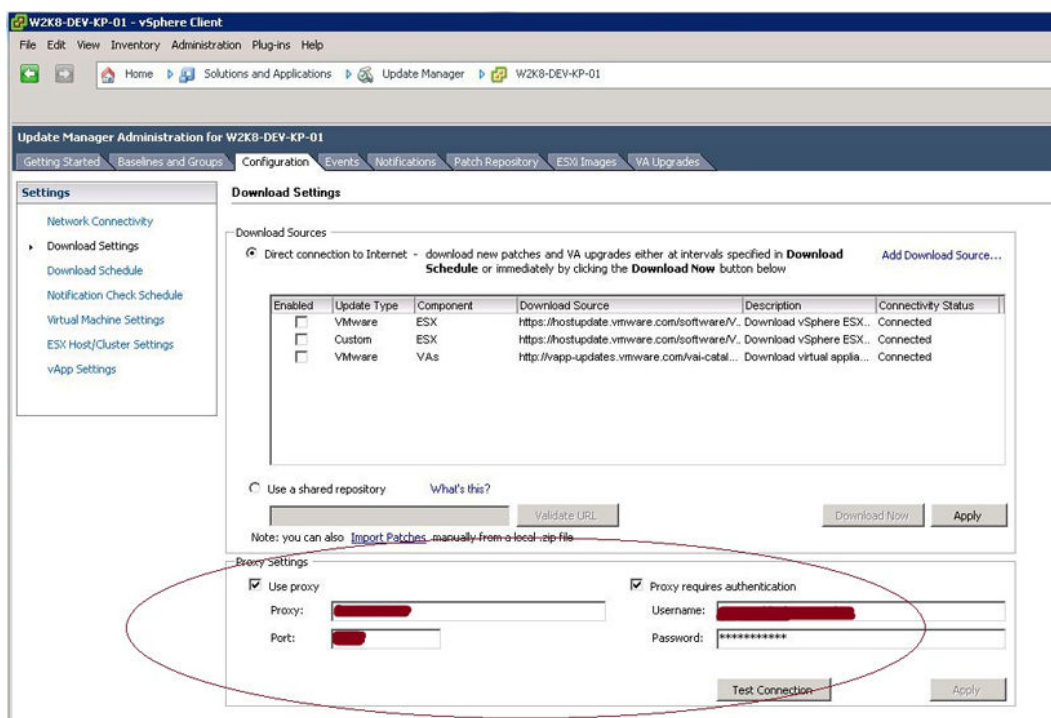 W2K8-DEV-KP-01 - vSphere Client
File Edit View Inventory Administration Plug-ins Help
Home Solutions and Applications Update Manager W2K8-DEV-KP-01
Update Manager Administration for W2K8-DEV-KP-01
Getting Started Baselines and Groups Configuration Events Notifications Patch Repository ESXi Images VA Upgrades
Settings
Network Connectivity
Download Settings
Download Schedule
Notification Check Schedule
Virtual Machine Settings
ESX Host/Cluster Settings
vApp Settings
Download Settings
Download Sources
Direct connection to Internet - download new patches and VA upgrades either at intervals specified in Download
Schedule or immediately by clicking the Download Now button below
Add Download Source...
Enabled Update Type Component Download Source Description Connectivity Status
VMware ESX https://hostupdate.vmware.com/software/V.. Download vSphere ESX... Connected
Custom ESX https://hostupdate.vmware.com/software/V.. Download vSphere ESX... Connected
VMware VAs http://vapp-updates.vmware.com/vai-catal... Download virtual applia... Connected
Use a shared repository What's this?
Validate URL Download Now Apply
Note: you can also Import Patches manually from a local .zip file
Proxy Settings
Use proxy Proxy requires authentication
Proxy: Username:
Port: Password: ***********
Test Connection Apply